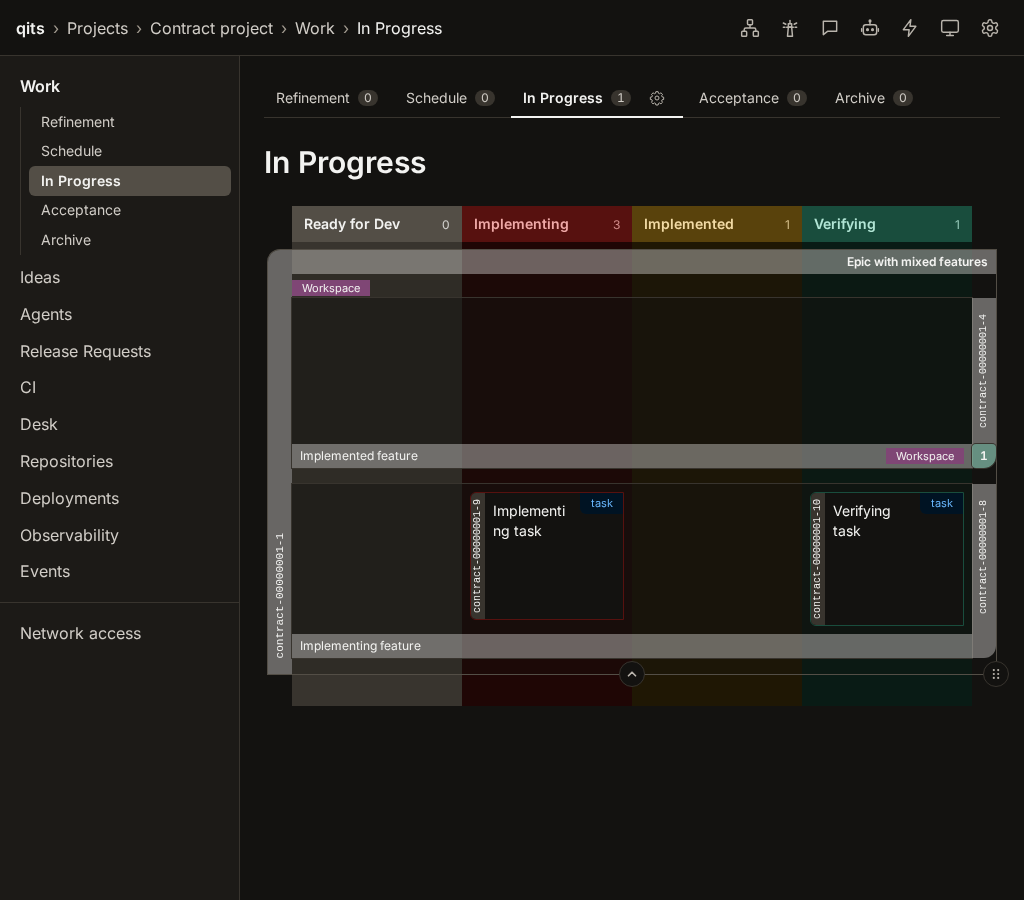 qits › Projects › Contract project › Work › In Progress
Work
Refinement
Schedule
In Progress
Acceptance
Archive
Ideas
Agents
Release Requests
CI
Desk
Repositories
Deployments
Observability
Events
Network access
Refinement 0 Schedule 0 In Progress 1 Acceptance 0 Archive 0
In Progress
Ready for Dev 0 Implementing 3 Implemented 1 Verifying 1
Epic with mixed features
Workspace
contract-00000001-4
Implemented feature Workspace 1
contract-00000001-1
contract-00000001-9
Implementi
ng task
task
contract-00000001-10
Verifying
task
task
contract-00000001-8
Implementing feature